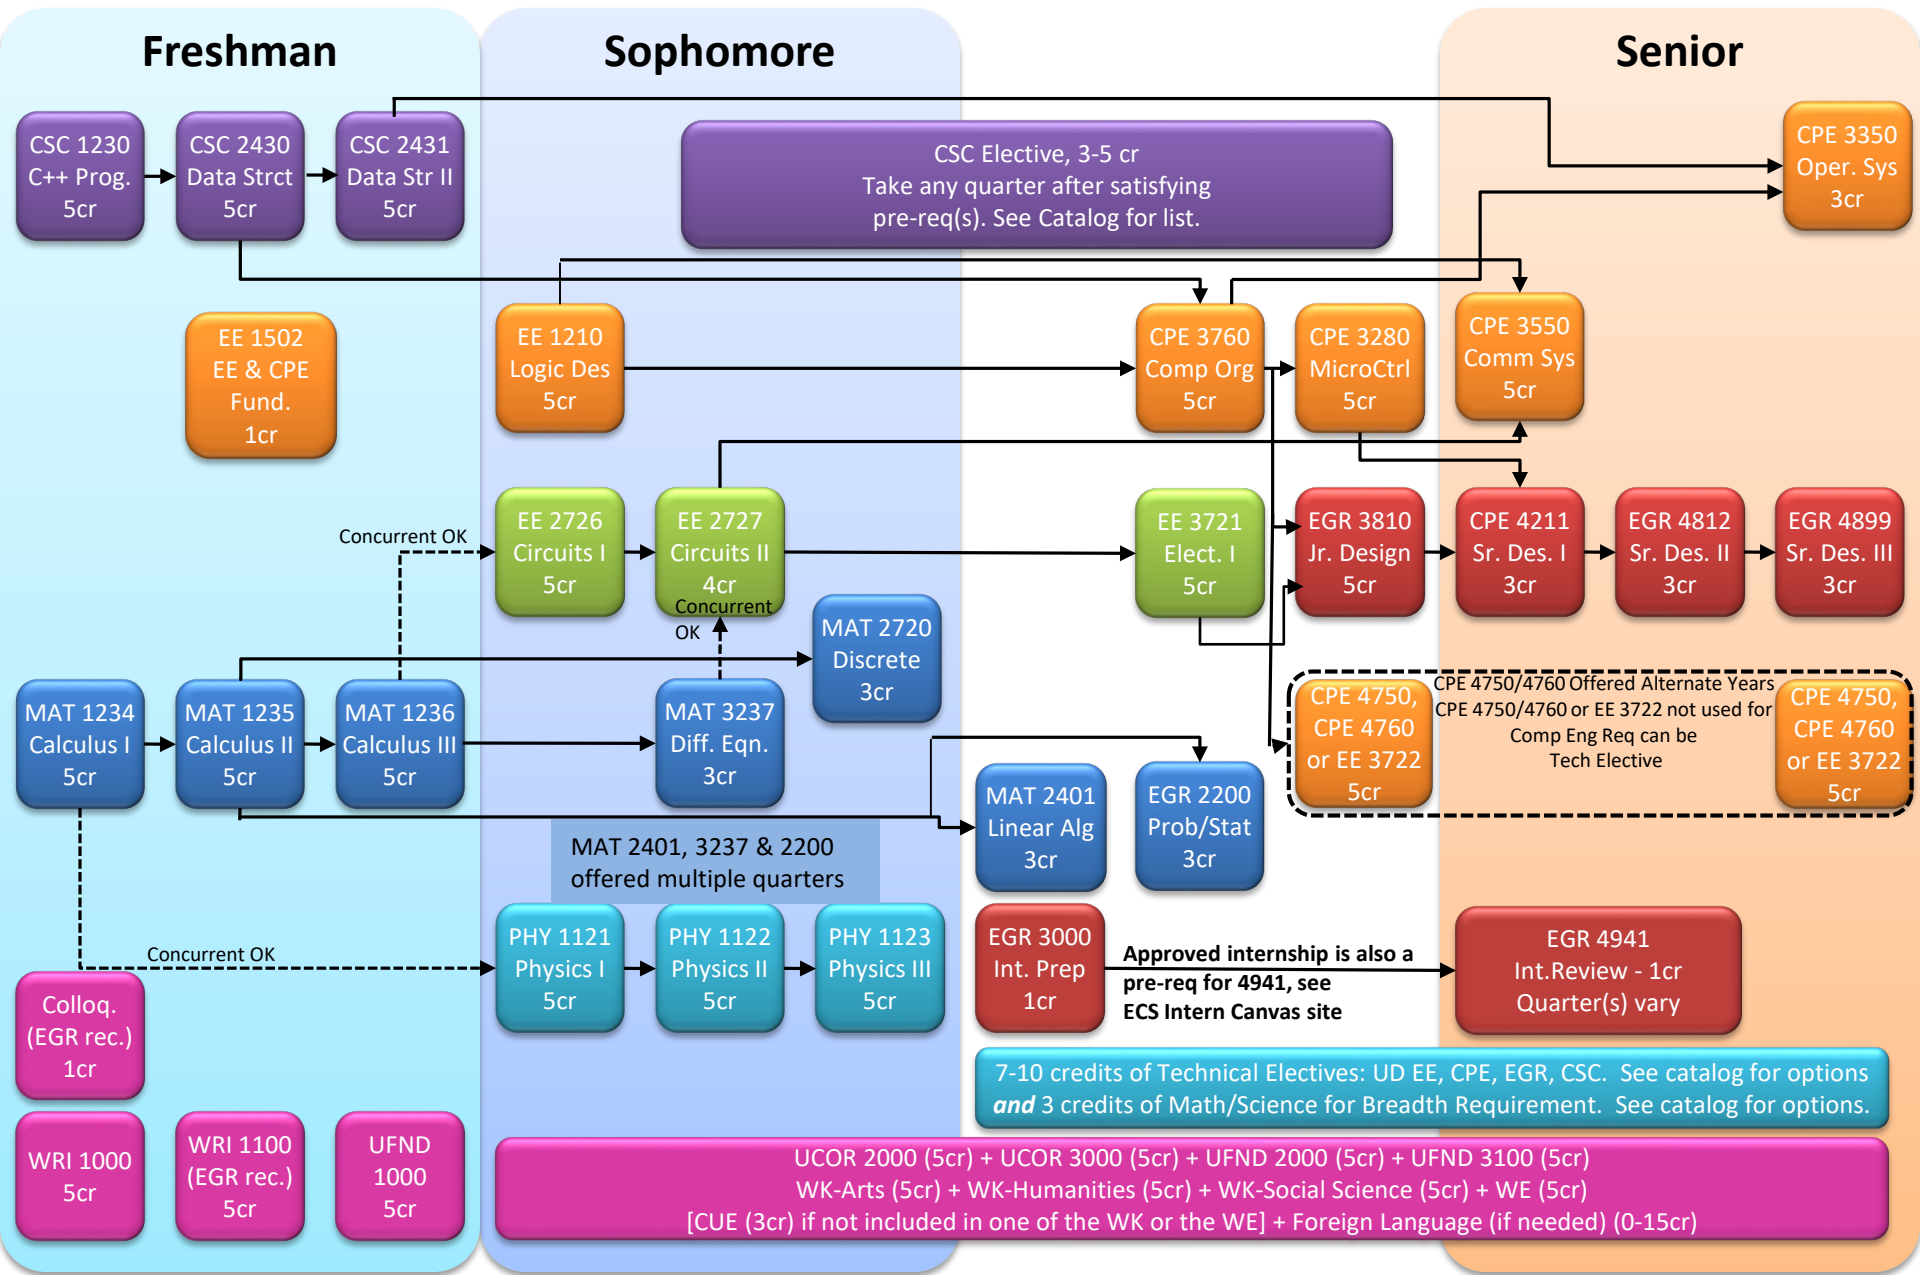 Freshman
Sophomore
Senior
CSC 1230
C++ Prog.
5cr
CSC 2430
Data Strct
5cr
CSC 2431
Data Str II
5cr
CSC Elective, 3-5 cr
Take any quarter after satisfying
pre-req(s). See Catalog for list.
CPE 3350
Oper. Sys
3cr
EE 1502
EE & CPE
Fund.
1cr
EE 1210
Logic Des
5cr
CPE 3760
Comp Org
5cr
CPE 3280
MicroCtrl
5cr
CPE 3550
Comm Sys
5cr
Concurrent OK
EE 2726
Circuits I
5cr
EE 2727
Circuits II
4cr
EE 3721
Elect. I
5cr
EGR 3810
Jr. Design
5cr
CPE 4211
Sr. Des. I
3cr
EGR 4812
Sr. Des. II
3cr
EGR 4899
Sr. Des. III
3cr
Concurrent
OK
MAT 2720
Discrete
3cr
MAT 1234
Calculus I
5cr
MAT 1235
Calculus II
5cr
MAT 1236
Calculus III
5cr
MAT 3237
Diff. Eqn.
3cr
CPE 4750,
CPE 4760
or EE 3722
5cr
CPE 4750/4760 Offered Alternate Years
CPE 4750/4760 or EE 3722 not used for
Comp Eng Req can be
Tech Elective
CPE 4750,
CPE 4760
or EE 3722
5cr
MAT 2401
Linear Alg
3cr
EGR 2200
Prob/Stat
3cr
MAT 2401, 3237 & 2200
offered multiple quarters
Concurrent OK
PHY 1121
Physics I
5cr
PHY 1122
Physics II
5cr
PHY 1123
Physics III
5cr
EGR 3000
Int. Prep
1cr
Approved internship is also a
pre-req for 4941, see
ECS Intern Canvas site
EGR 4941
Int.Review - 1cr
Quarter(s) vary
Colloq.
(EGR rec.)
1cr
7-10 credits of Technical Electives: UD EE, CPE, EGR, CSC. See catalog for options
and 3 credits of Math/Science for Breadth Requirement. See catalog for options.
WRI 1000
5cr
WRI 1100
(EGR rec.)
5cr
UFND
1000
5cr
UCOR 2000 (5cr) + UCOR 3000 (5cr) + UFND 2000 (5cr) + UFND 3100 (5cr)
WK-Arts (5cr) + WK-Humanities (5cr) + WK-Social Science (5cr) + WE (5cr)
[CUE (3cr) if not included in one of the WK or the WE] + Foreign Language (if needed) (0-15cr)